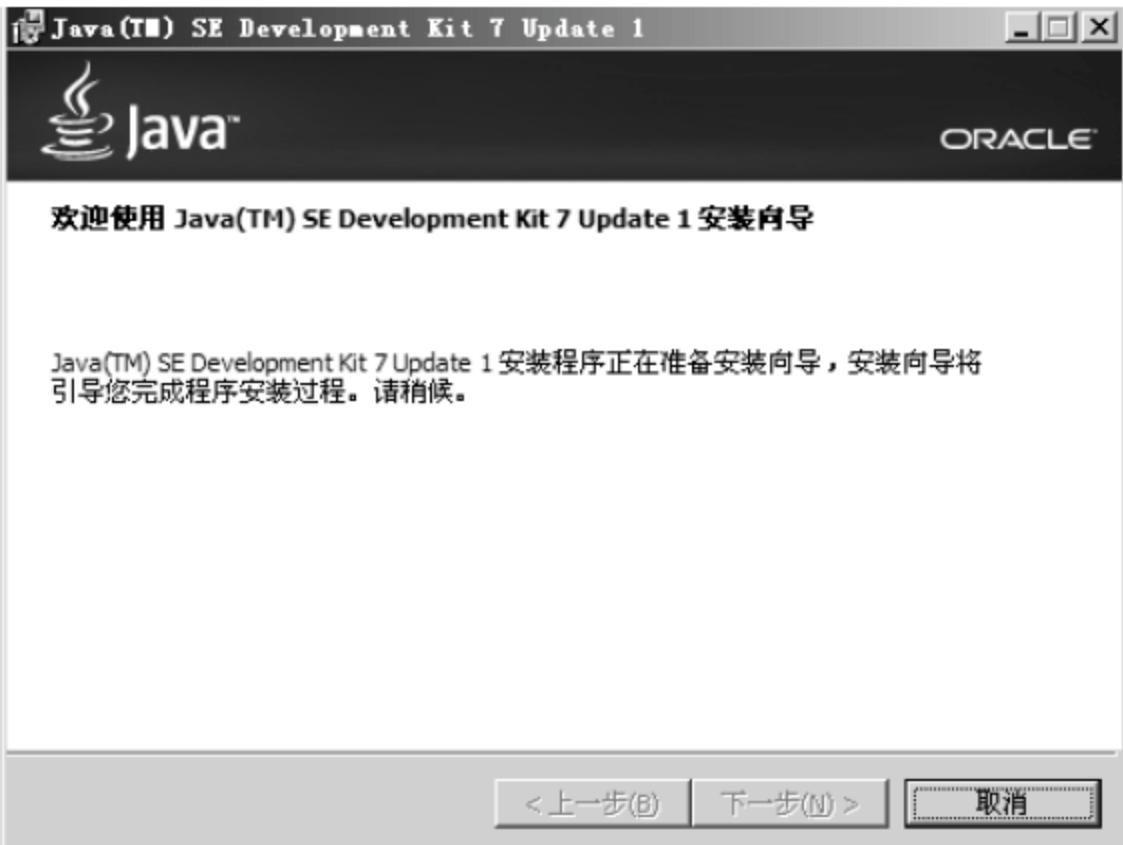 Java(TM) SE Development Kit 7 Update 1
Java™
ORACLE
欢迎使用 Java(TM) SE Development Kit 7 Update 1 安装向导
Java(TM) SE Development Kit 7 Update 1 安装程序正在准备安装向导，安装向导将
引导您完成程序安装过程。请稍候。
<上一步(B) 下一步(N) > 取消